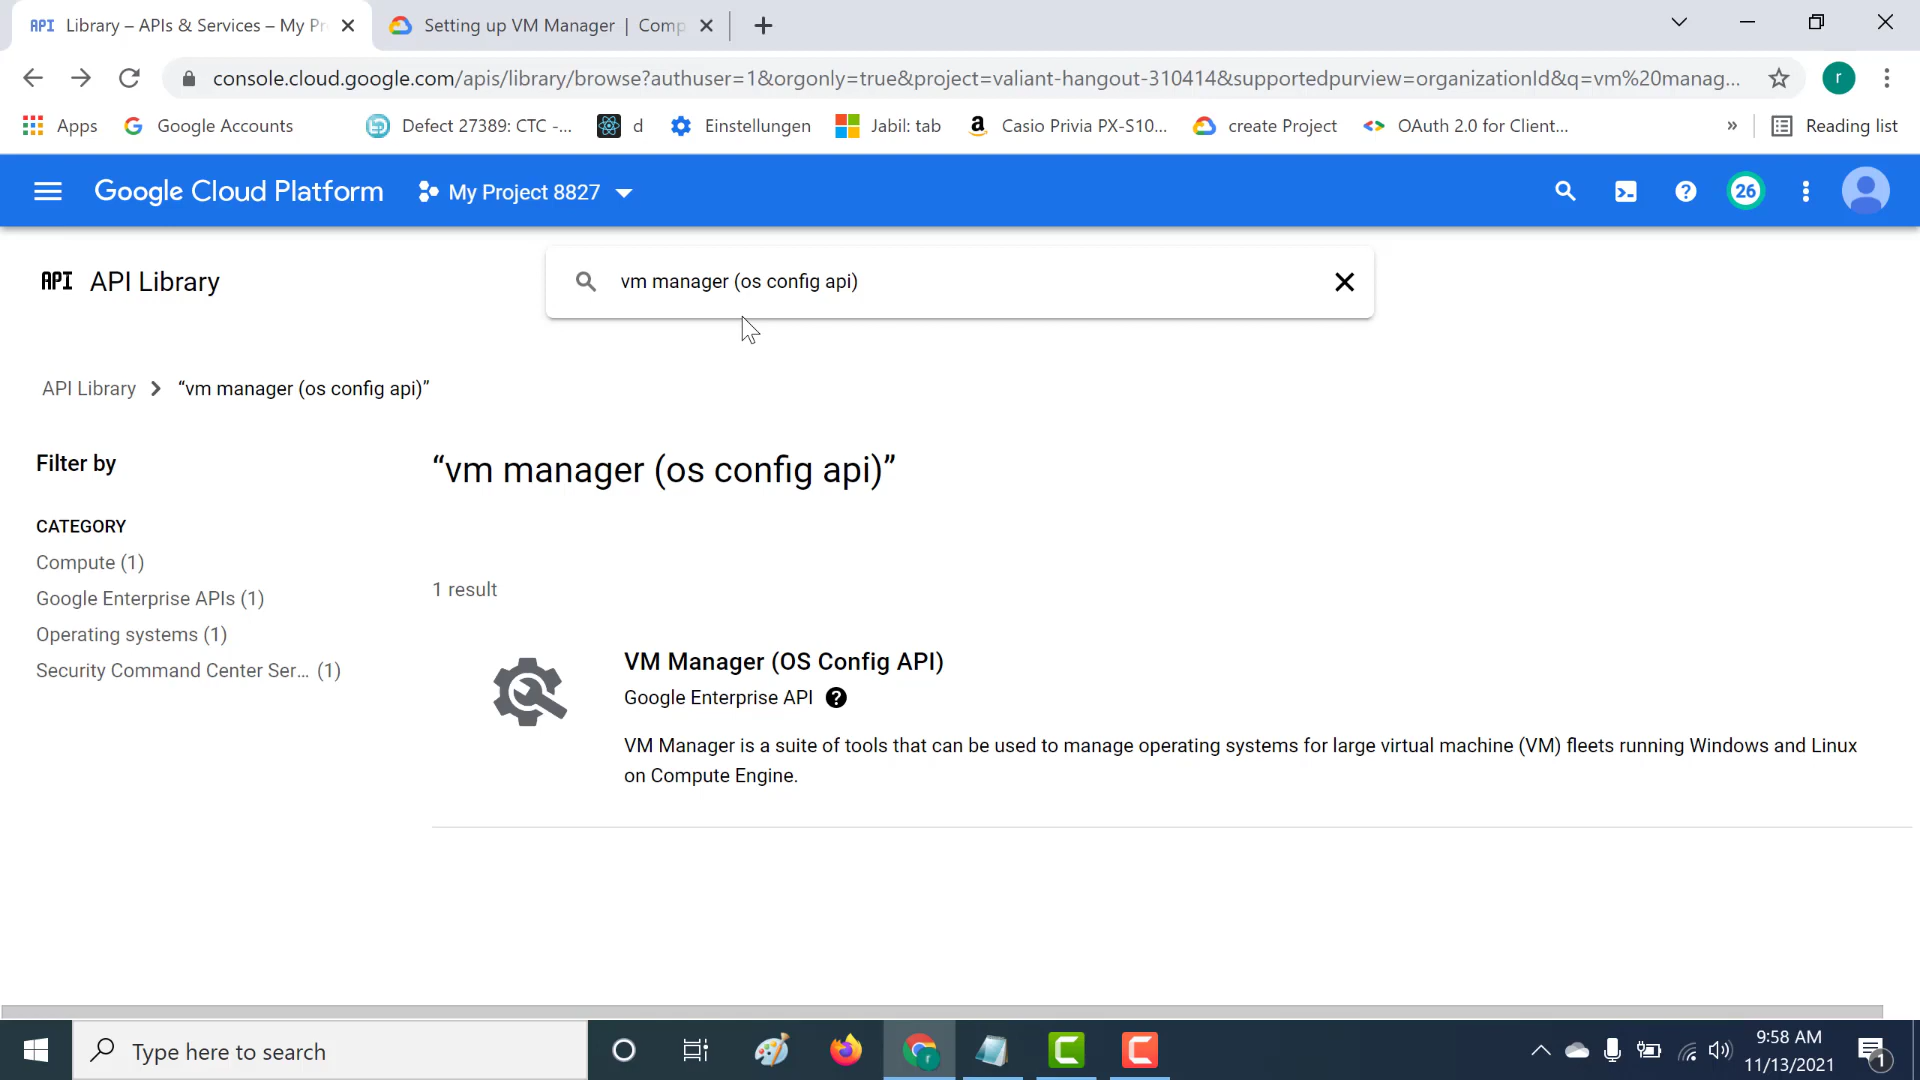 API Library – APIs & Services – My Pr
Setting up VM Manager | Comp
console.cloud.google.com/apis/library/browse?authuser=1&orgonly=true&project=valiant-hangout-310414&supportedpurview=organizationId&q=vm%20manag...
r
Apps
Google Accounts
Defect 27389: CTC -...
d
Einstellungen
Jabil: tab
Casio Privia PX-S10...
create Project
OAuth 2.0 for Client...
»
Reading list
Google Cloud Platform
My Project 8827
26
API API Library
vm manager (os config api)
API Library > “vm manager (os config api)”
Filter by
“vm manager (os config api)”
CATEGORY
Compute (1)
Google Enterprise APIs (1)
Operating systems (1)
Security Command Center Ser... (1)
1 result
VM Manager (OS Config API)
Google Enterprise API
VM Manager is a suite of tools that can be used to manage operating systems for large virtual machine (VM) fleets running Windows and Linux
on Compute Engine.
Type here to search
9:58 AM
11/13/2021
1